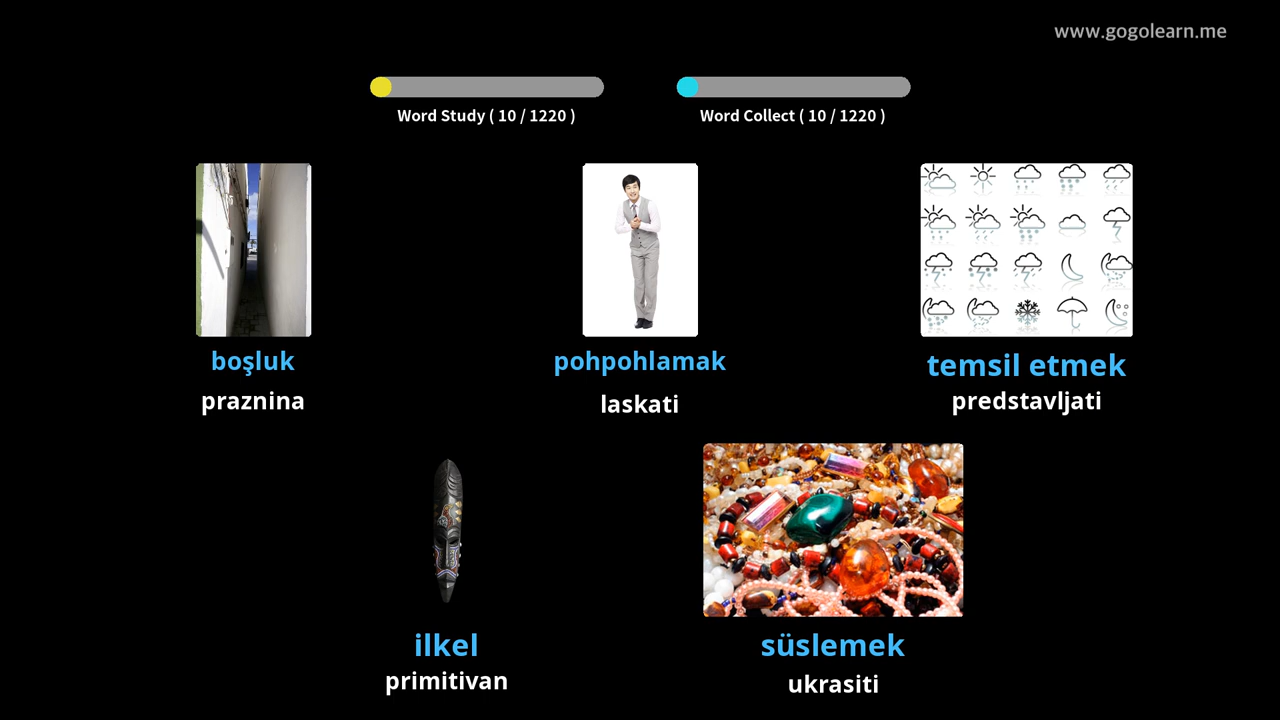 www.gogolearn.me
Word Study ( 10 / 1220 )
Word Collect ( 10 / 1220 )
boşluk
praznina
pohpohlamak
laskati
temsil etmek
predstavljati
ilkel
primitivan
süslemek
ukrasiti